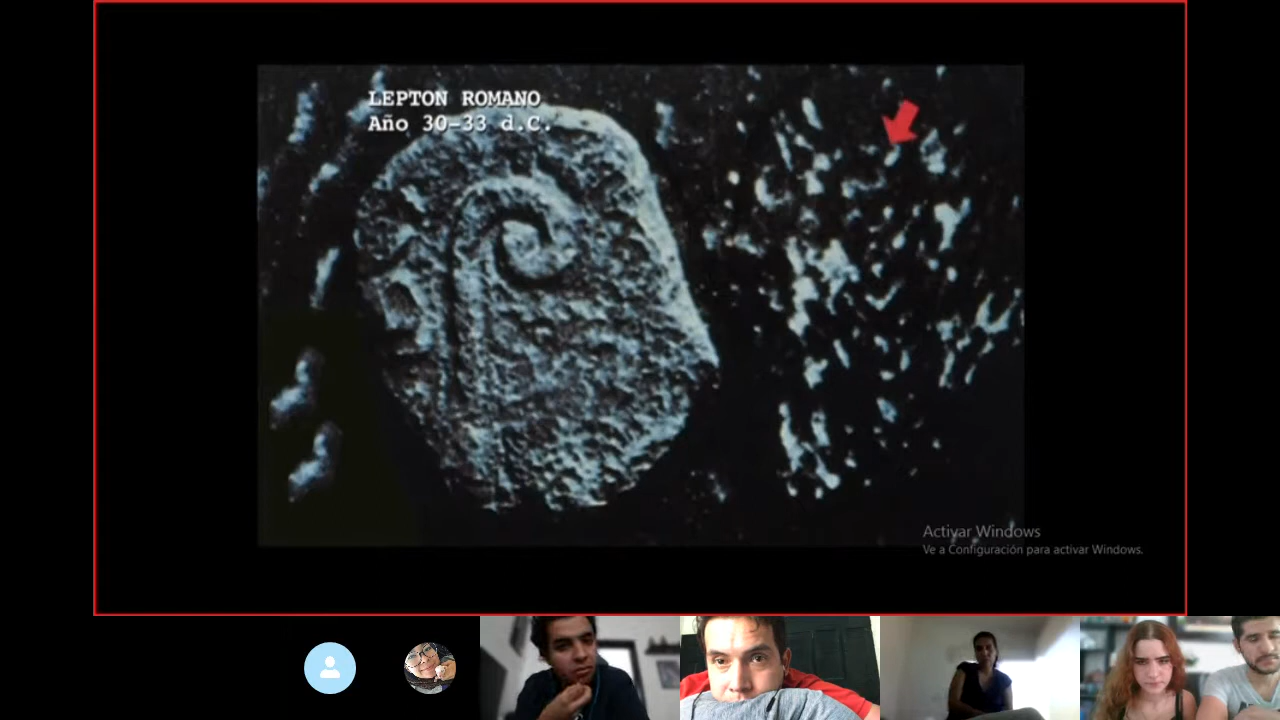 LEPTON ROMANO
Año 30-33 d.C.
Activar Windows
Ve a Configuración para activar Windows.